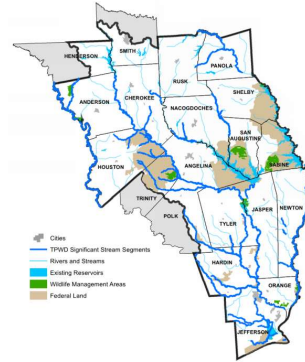 HENDERSON
SMITH
RUSK
PANOLA
ANDERSON
CHEROKEE
NACOGDOCHES
SHELBY
SAN
AUGUSTINE
HOUSTON
ANGELINA
SABINE
TRINITY
POLK
TYLER
JASPER
NEWTON
HARDIN
ORANGE
JEFFERSON
Cities
TPWD Significant Stream Segments
Rivers and Streams
Existing Reservoirs
Wildlife Management Areas
Federal Land